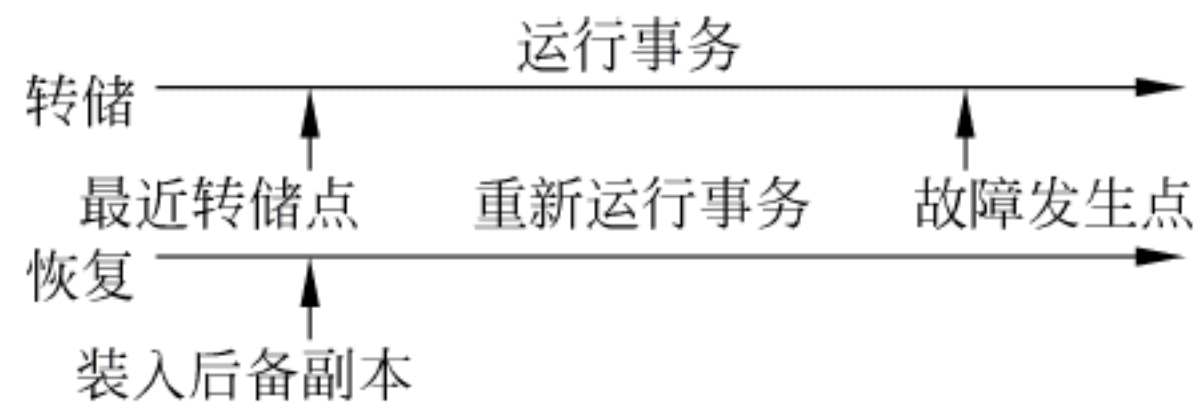 运行事务
转储
最近转储点 重新运行事务 故障发生点
恢复
装入后备副本